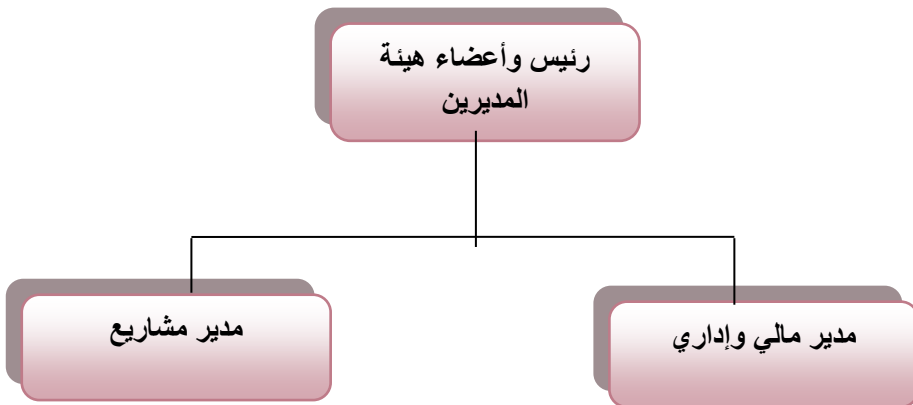 رئيس وأعضاء هيئة
المديرين
مدير مالي وإداري
مدير مشاريع